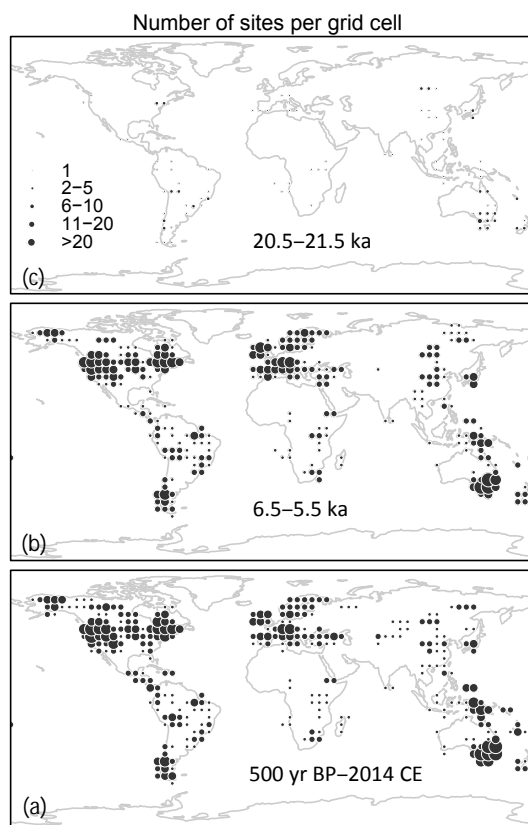 Number of sites per grid cell
1
2–5
6–10
11–20
>20
20.5–21.5 ka
(c)
6.5–5.5 ka
(b)
500 yr BP–2014 CE
(a)